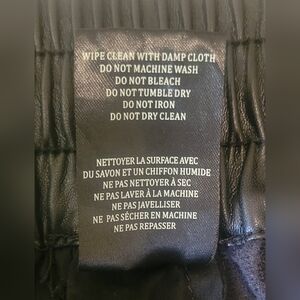 WIPE CLEAN WITH DAMP CLOTH
DO NOT MACHINE WASH
DO NOT BLEACH
DO NOT TUMBLE DRY
DO NOT IRON
DO NOT DRY CLEAN
NETTOYER LA SURFACE AVEC
DU SAVON ET UN CHIFFON HUMIDE
NE PAS NETTOYER À SEC
NE PAS LAVER À LA MACHINE
NE PAS JAVELLISER
NE PAS SÉCHER EN MACHINE
NE PAS REPASSER